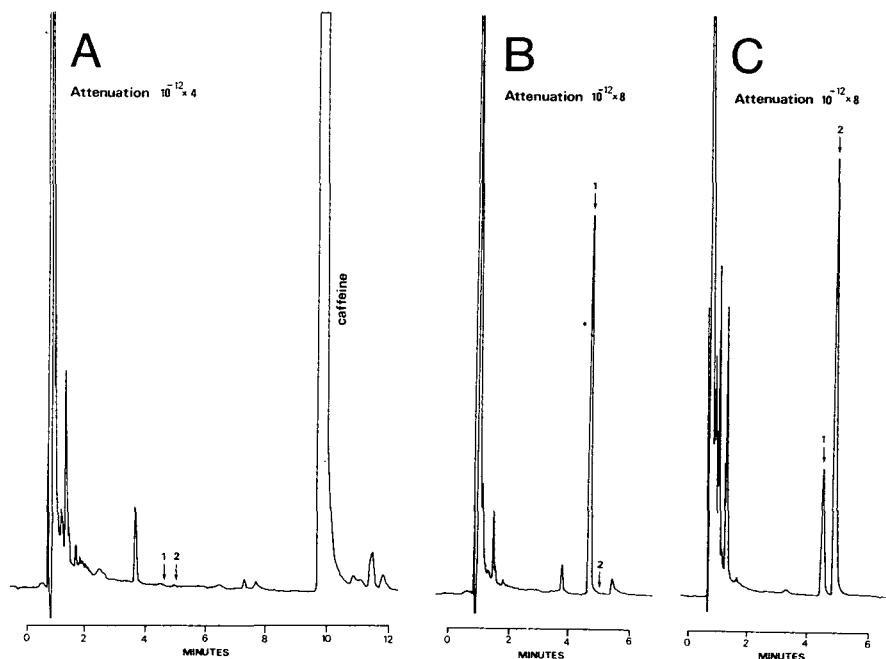 A
Attenuation 10⁻¹² × 4
caffeine
1
2
0 2 4 6 8 10 12
MINUTES
B
Attenuation 10⁻¹² × 8
1
2
0 2 4 6
MINUTES
C
Attenuation 10⁻¹² × 8
2
1
0 2 4 6
MINUTES